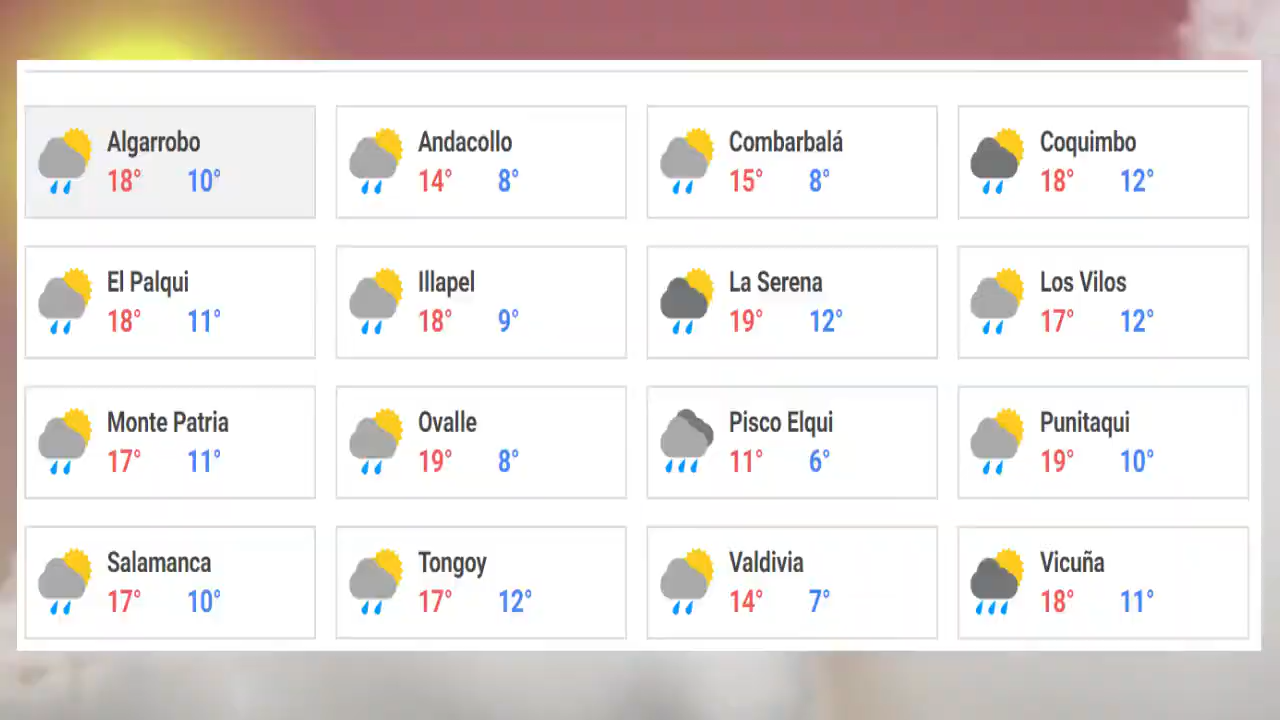 Algarrobo
18° 10°
Andacollo
14° 8°
Combarbalá
15° 8°
Coquimbo
18° 12°
El Palqui
18° 11°
Illapel
18° 9°
La Serena
19° 12°
Los Vilos
17° 12°
Monte Patria
17° 11°
Ovalle
19° 8°
Pisco Elqui
11° 6°
Punitaqui
19° 10°
Salamanca
17° 10°
Tongoy
17° 12°
Valdivia
14° 7°
Vicuña
18° 11°